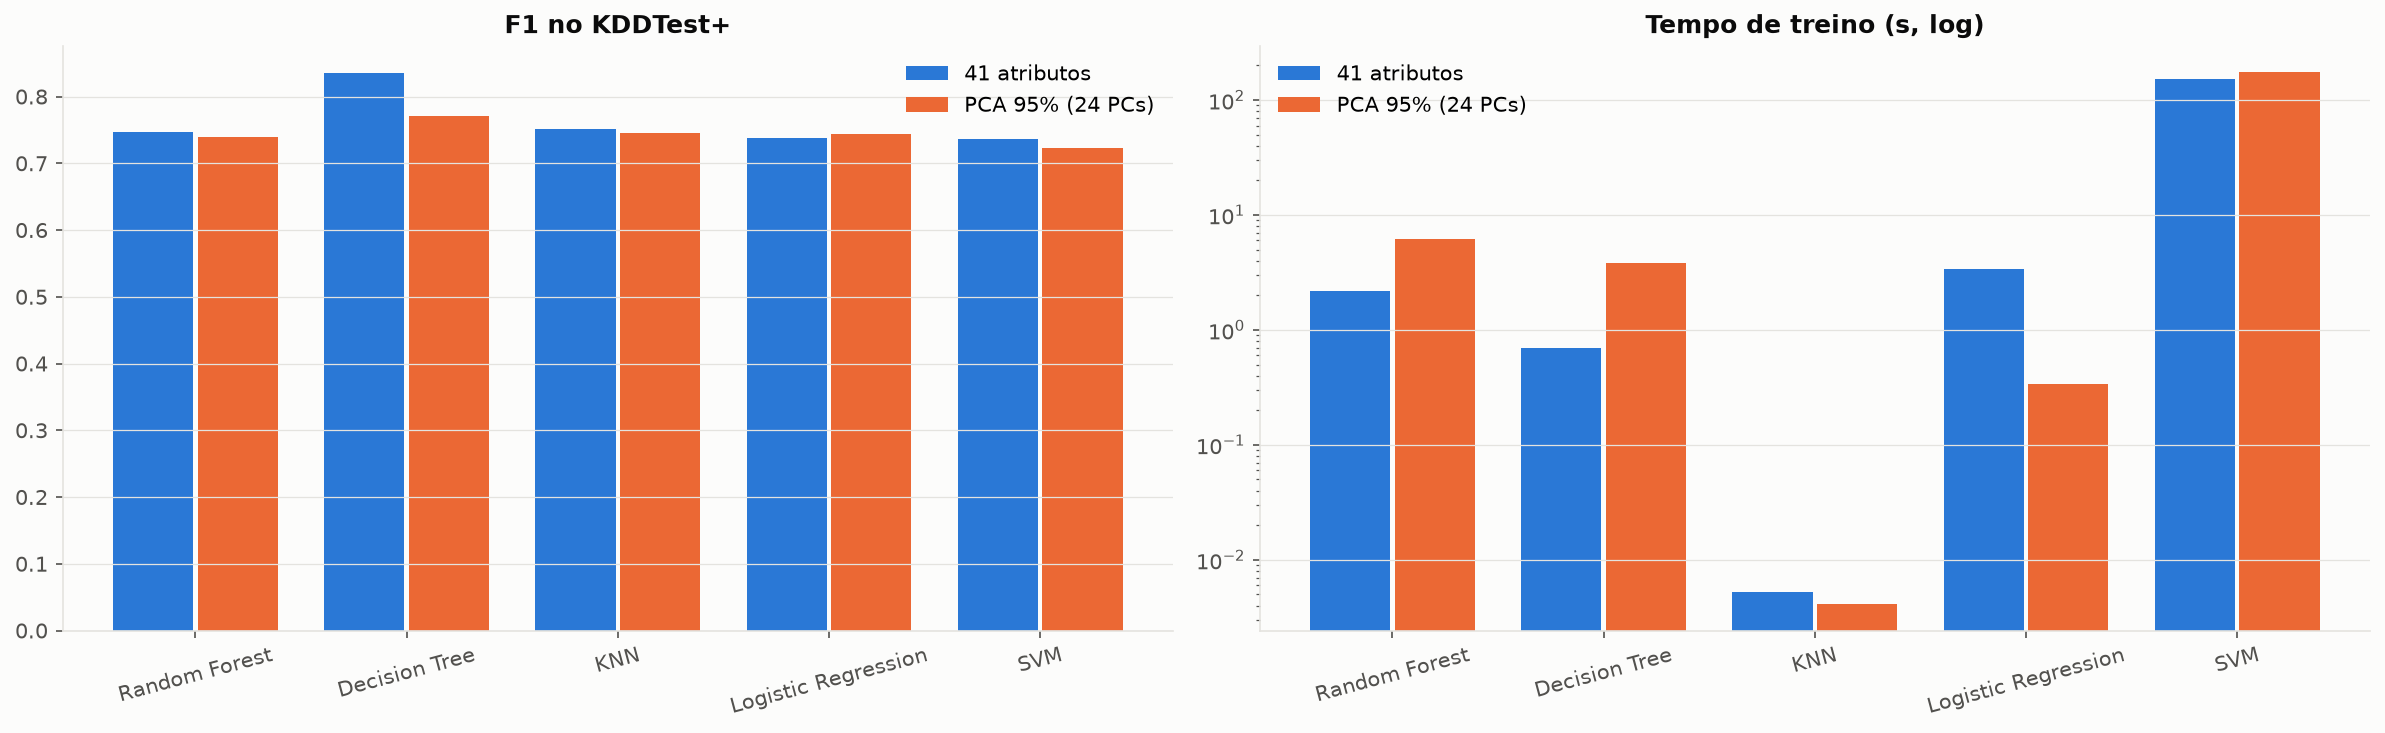 F1 no KDDTest+
41 atributos
PCA 95% (24 PCs)
0.8
0.7
0.6
0.5
0.4
0.3
0.2
0.1
0.0
Random Forest
Decision Tree
KNN
Logistic Regression
SVM
Tempo de treino (s, log)
41 atributos
PCA 95% (24 PCs)
10²
10¹
10⁰
10⁻¹
10⁻²
Random Forest
Decision Tree
KNN
Logistic Regression
SVM